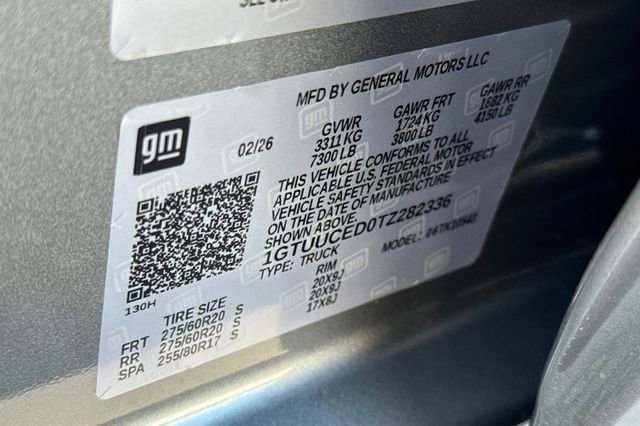 MFD BY GENERAL MOTORS LLC
gm
02/26
GVWR
3311 KG
7300 LB
GAWR FRT
1724 KG
3800 LB
GAWR RR
1882 KG
4150 LB
THIS VEHICLE CONFORMS TO ALL
APPLICABLE U.S. FEDERAL MOTOR
VEHICLE SAFETY STANDARDS IN EFFECT
ON THE DATE OF MANUFACTURE
SHOWN ABOVE.
1GTUUCED0TZ282336
TYPE: TRUCK
MODEL:
130H
TIRE SIZE
RIM
FRT 275/60R20 S 20X9J
RR 275/60R20 S 20X9J
SPA 255/80R17 S 17X8J